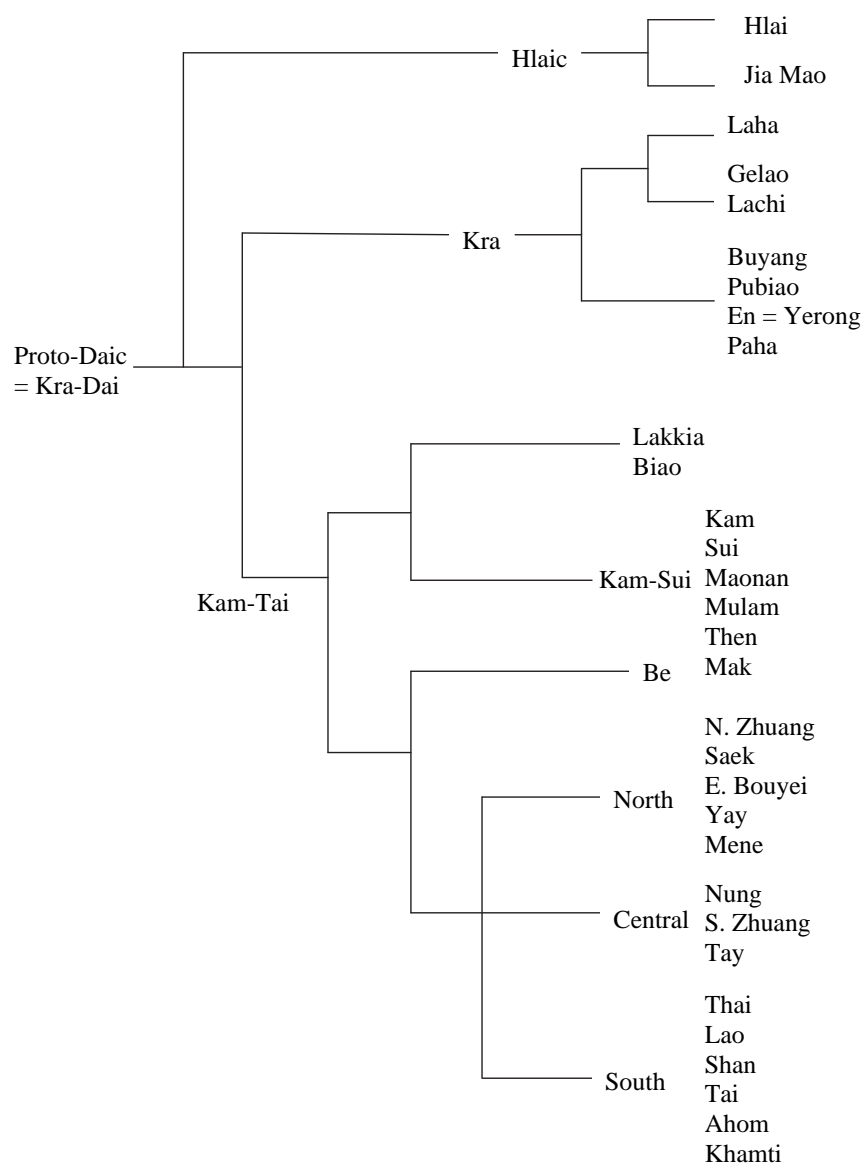 Hlai
Hlaic
Jia Mao
Laha
Gelao
Lachi
Kra
Buyang
Pubiao
En = Yerong
Paha
Proto-Daic
= Kra-Dai
Lakkia
Biao
Kam-Tai
Kam-Sui
Kam
Sui
Maonan
Mulam
Then
Mak
Be
North
N. Zhuang
Saek
E. Bouyei
Yay
Mene
Central
Nung
S. Zhuang
Tay
South
Thai
Lao
Shan
Tai
Ahom
Khamti